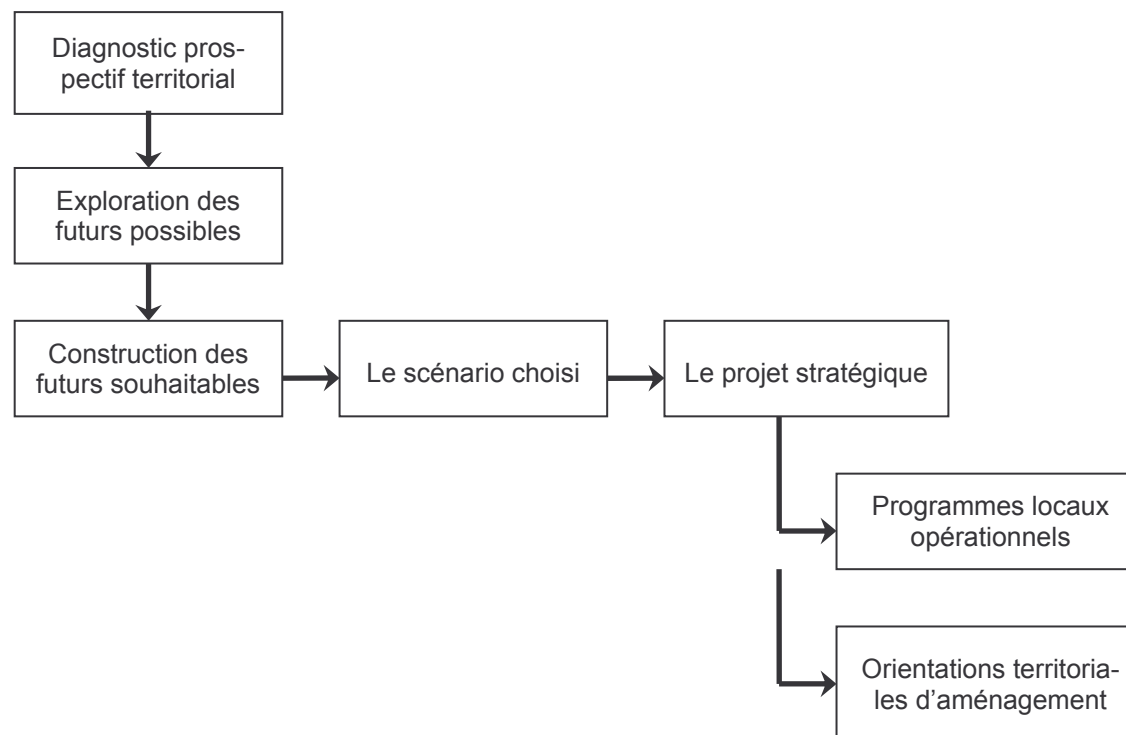 Diagnostic pros-
pectif territorial
Exploration des
futurs possibles
Construction des
futurs souhaitables
Le scénario choisi
Le projet stratégique
Programmes locaux
opérationnels
Orientations territoria-
les d’aménagement